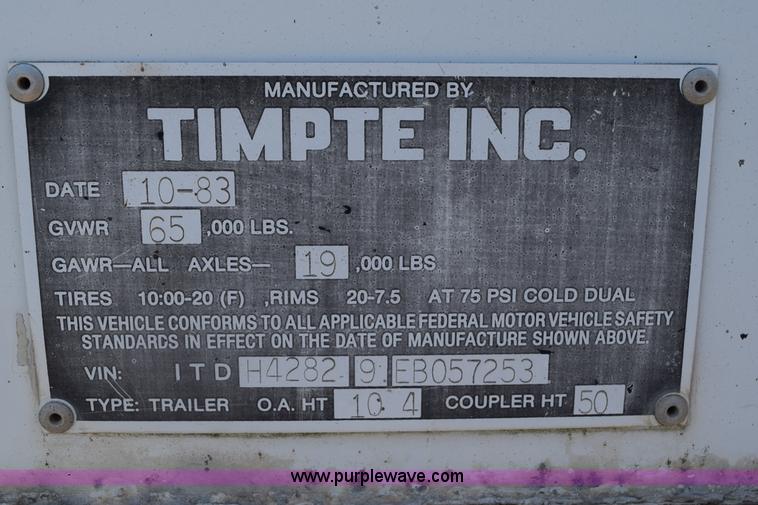 MANUFACTURED BY
TIMPTE INC.
DATE 10-83
GVWR 65 ,000 LBS.
GAWR—ALL AXLES— 19 ,000 LBS
TIRES 10:00-20 (F) ,RIMS 20-7.5 AT 75 PSI COLD DUAL
THIS VEHICLE CONFORMS TO ALL APPLICABLE FEDERAL MOTOR VEHICLE SAFETY
STANDARDS IN EFFECT ON THE DATE OF MANUFACTURE SHOWN ABOVE.
VIN: ITD H4282 9 EB057253
TYPE: TRAILER O.A. HT 10 4 COUPLER HT 50
www.purplewave.com